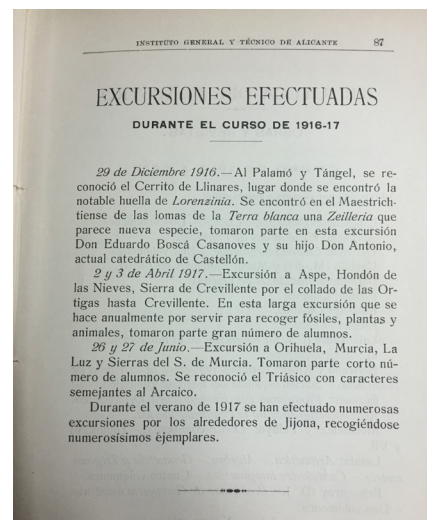 INSTITUTO GENERAL Y TÉCNICO DE ALICANTE 87
EXCURSIONES EFECTUADAS
DURANTE EL CURSO DE 1916-17
29 de Diciembre 1916.—Al Palamó y Tángel, se re-
conoció el Cerrito de Llinares, lugar donde se encontró la
notable huella de Lorenzinia. Se encontró en el Maestrich-
tiense de las lomas de la Terra blanca una Zeilleria que
parece nueva especie, tomaron parte en esta excursión
Don Eduardo Boscá Casanoves y su hijo Don Antonio,
actual catedrático de Castellón.
2 y 3 de Abril 1917.—Excursión a Aspe, Hondón de
las Nieves, Sierra de Crevillente por el collado de las Or-
tigas hasta Crevillente. En esta larga excursión que se
hace anualmente por servir para recoger fósiles, plantas y
animales, tomaron parte gran número de alumnos.
26 y 27 de Junio.—Excursión a Orihuela, Murcia, La
Luz y Sierras del S. de Murcia. Tomaron parte corto nú-
mero de alumnos. Se reconoció el Triásico con caracteres
semejantes al Arcaico.
Durante el verano de 1917 se han efectuado numerosas
excursiones por los alrededores de Jijona, recogiéndose
numerosísimos ejemplares.